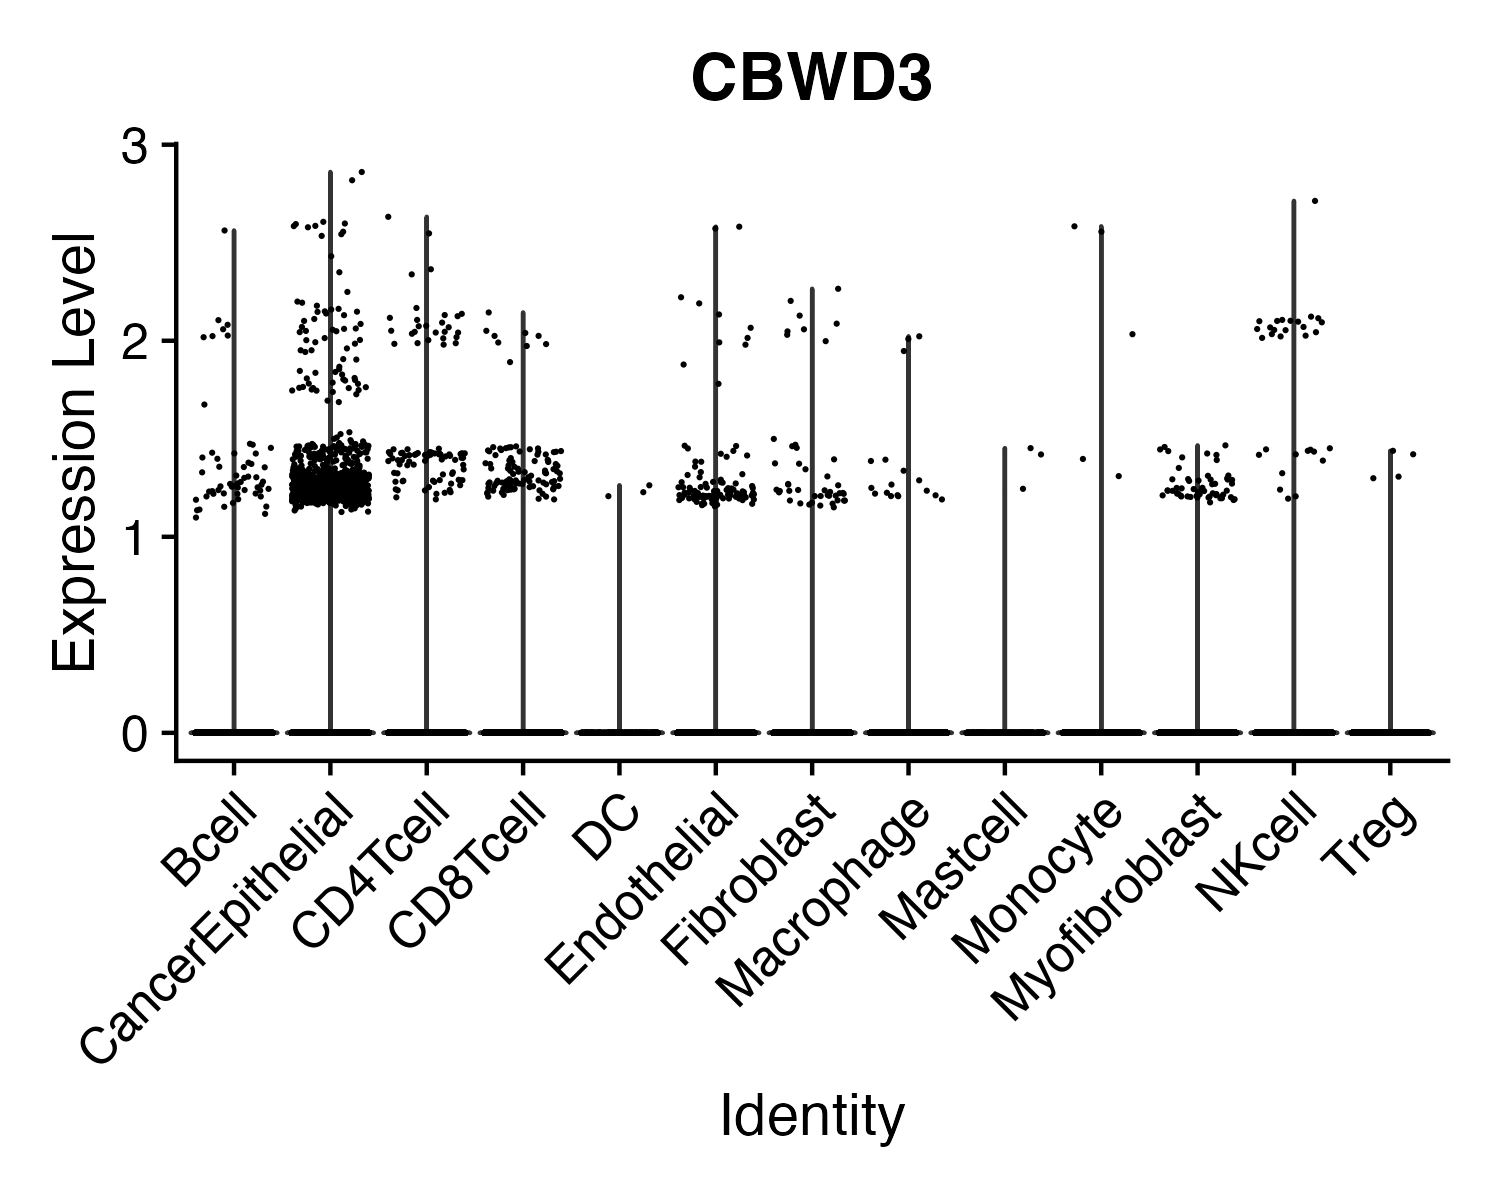 CBWD3
Expression Level
3
2
1
0
Bcell
CancerEpithelial
CD4Tcell
CD8Tcell
DC
Endothelial
Fibroblast
Macrophage
Mastcell
Monocyte
Myofibroblast
NKcell
Treg
Identity